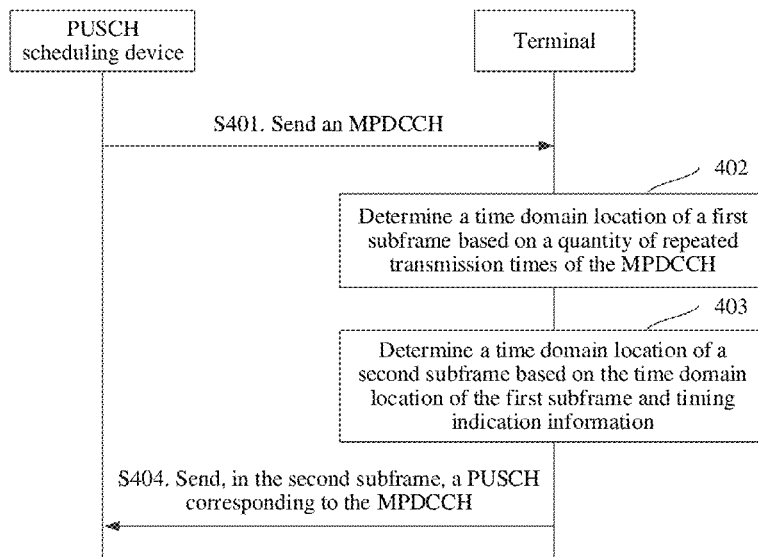 PUSCH
scheduling device
Terminal
S401. Send an MPDCCH
402
Determine a time domain location of a first
subframe based on a quantity of repeated
transmission times of the MPDCCH
403
Determine a time domain location of a
second subframe based on the time domain
location of the first subframe and timing
indication information
S404. Send, in the second subframe, a PUSCH
corresponding to the MPDCCH